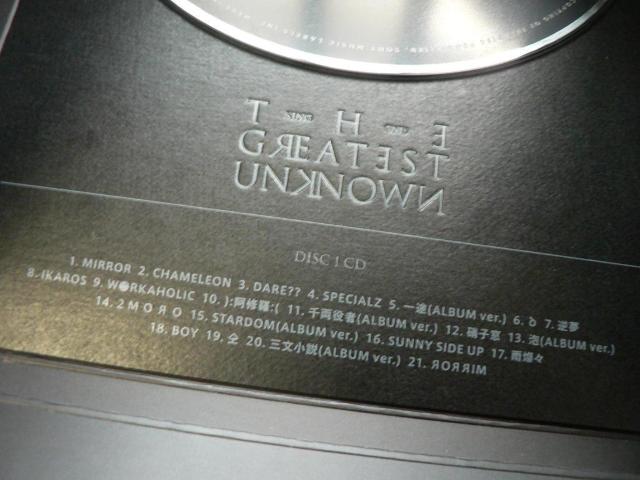 T H E
GREATEST
UNKNOWN
DISC 1 CD
1. MIRROR 2. CHAMELEON 3. DARE?? 4. SPECIALZ 5. 一途(ALBUM ver.) 6. ձ 7. 逆夢
8. IKAROS 9. W●RKAHOLIC 10. ):阿修羅:( 11. 千両役者(ALBUM ver.) 12. 硝子窓 13. 泡(ALBUM ver.)
14. 2 M O ЯO 15. STARDOM(ALBUM ver.) 16. SUNNY SIDE UP 17. 雨燦々
18. BOY 19. 仝 20. 三文小説(ALBUM ver.) 21. ЯOЯЯIM